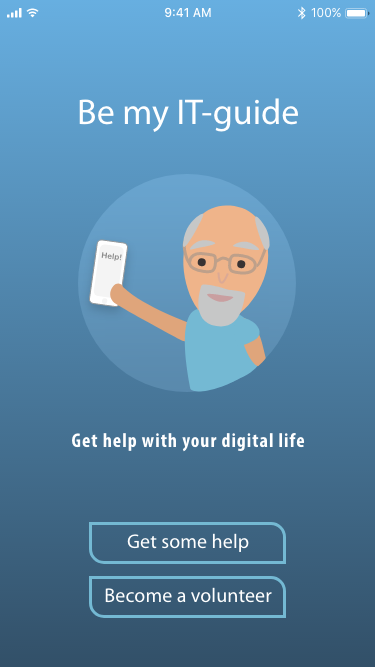 9:41 AM 100%
Be my IT-guide
Help!
Get help with your digital life
Get some help
Become a volunteer